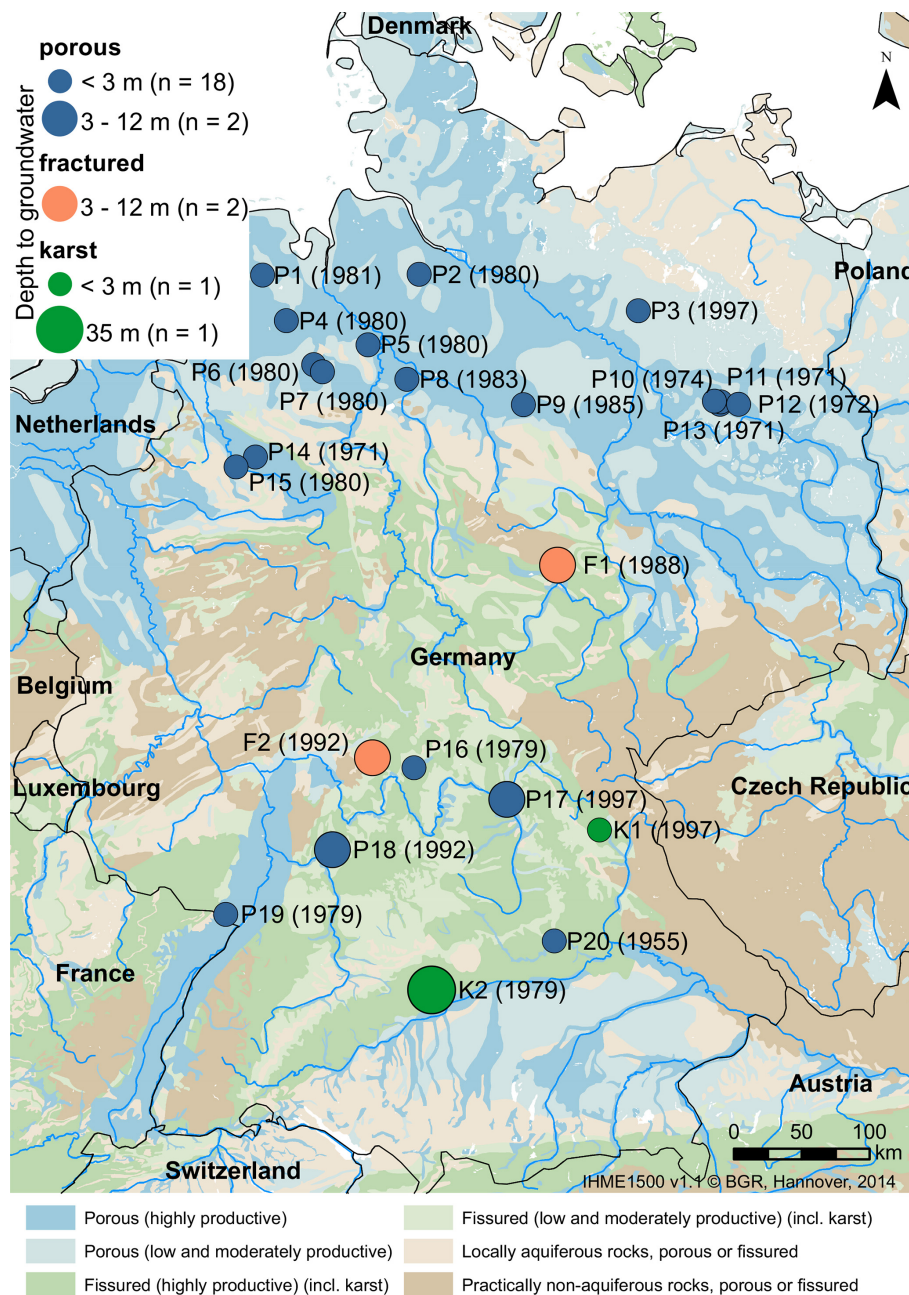 Denmark
N
Depth to groundwater
porous
< 3 m (n = 18)
3 - 12 m (n = 2)
fractured
3 - 12 m (n = 2)
karst
< 3 m (n = 1)
35 m (n = 1)
P1 (1981)
P2 (1980)
Poland
P3 (1997)
P4 (1980)
P5 (1980)
P6 (1980)
P7 (1980)
P8 (1983)
P9 (1985)
P10 (1974)
P11 (1971)
P12 (1972)
P13 (1971)
Netherlands
P14 (1971)
P15 (1980)
F1 (1988)
Germany
Belgium
F2 (1992)
P16 (1979)
Luxembourg
Czech Republic
P17 (1997)
K1 (1997)
P18 (1992)
P19 (1979)
P20 (1955)
France
K2 (1979)
Austria
0 50 100
km
Switzerland
IHME1500 v1.1 © BGR, Hannover, 2014
Porous (highly productive)
Porous (low and moderately productive)
Fissured (highly productive) (incl. karst)
Fissured (low and moderately productive) (incl. karst)
Locally aquiferous rocks, porous or fissured
Practically non-aquiferous rocks, porous or fissured